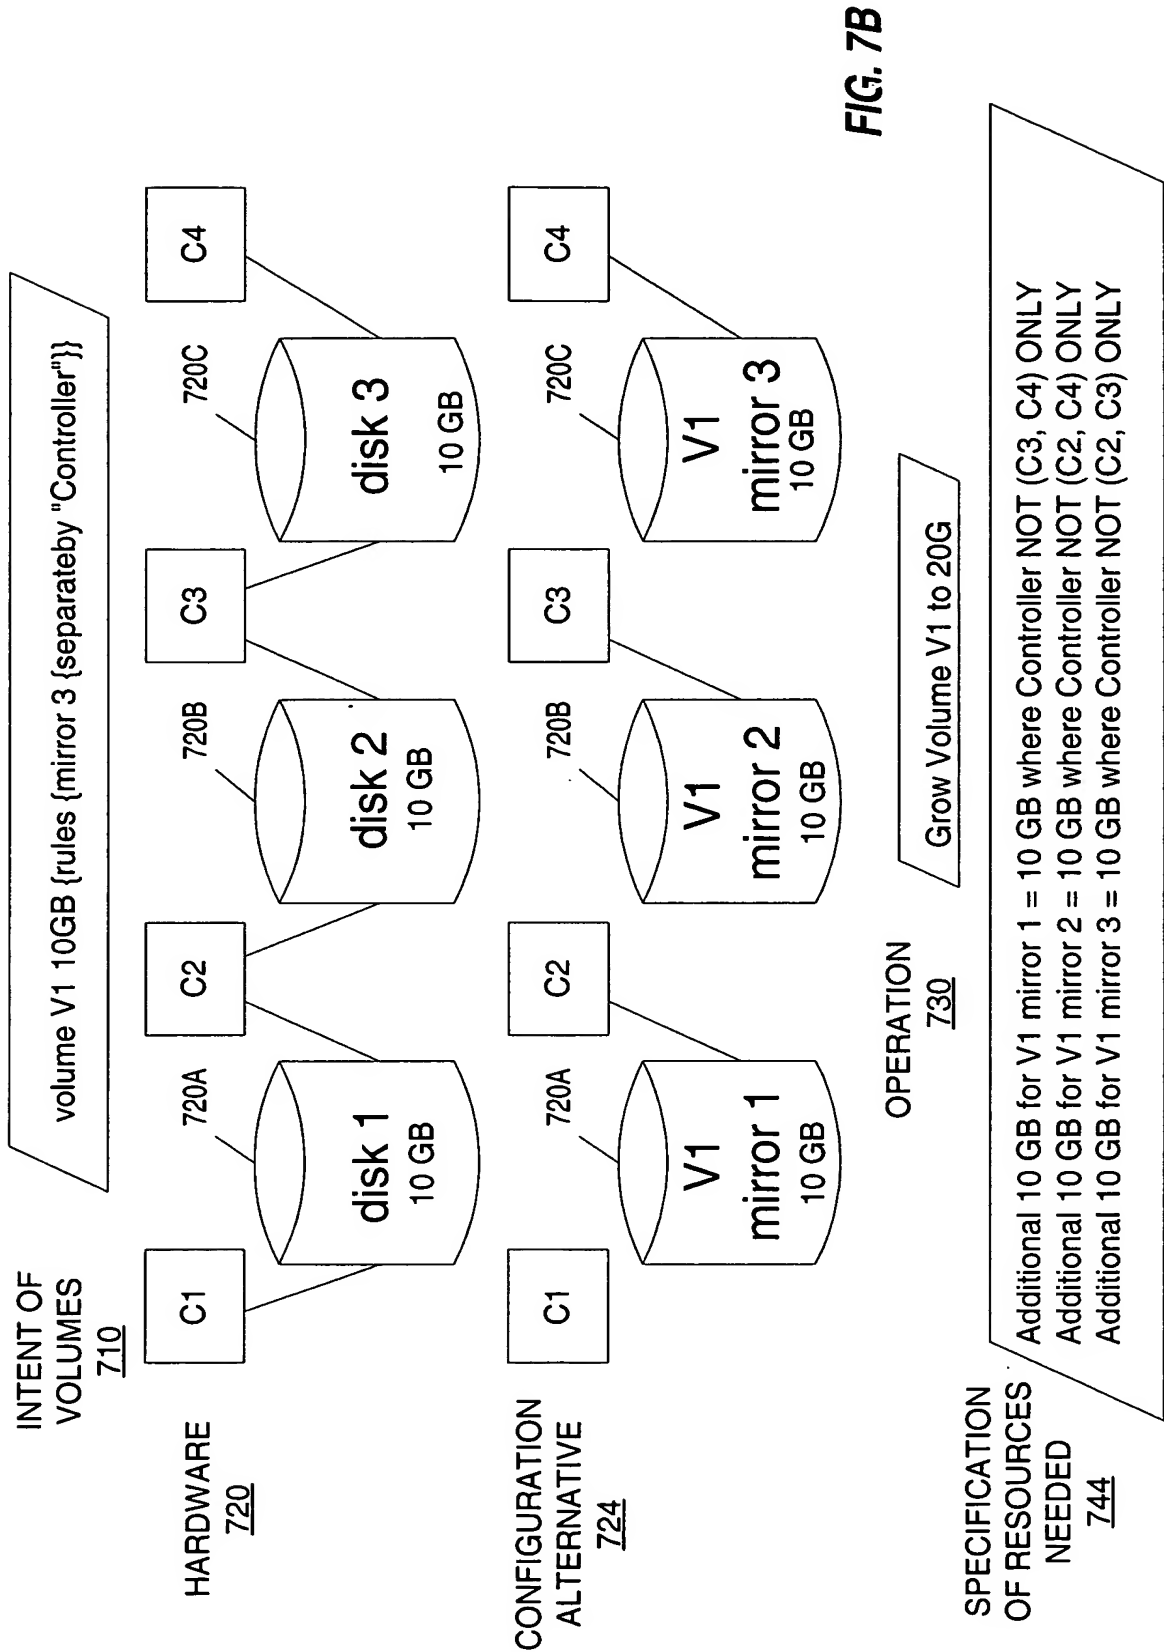 INTENT OF
VOLUMES
710
volume V1 10GB {rules {mirror 3 {separateby "Controller"}}
HARDWARE
720
C1
C2
C3
C4
720A
720B
720C
disk 1
10 GB
disk 2
10 GB
disk 3
10 GB
CONFIGURATION
ALTERNATIVE
724
C1
C2
C3
C4
720A
720B
720C
V1
mirror 1
10 GB
V1
mirror 2
10 GB
V1
mirror 3
10 GB
OPERATION
730
Grow Volume V1 to 20G
SPECIFICATION
OF RESOURCES
NEEDED
744
Additional 10 GB for V1 mirror 1 = 10 GB where Controller NOT (C3, C4) ONLY
Additional 10 GB for V1 mirror 2 = 10 GB where Controller NOT (C2, C4) ONLY
Additional 10 GB for V1 mirror 3 = 10 GB where Controller NOT (C2, C3) ONLY
FIG. 7B